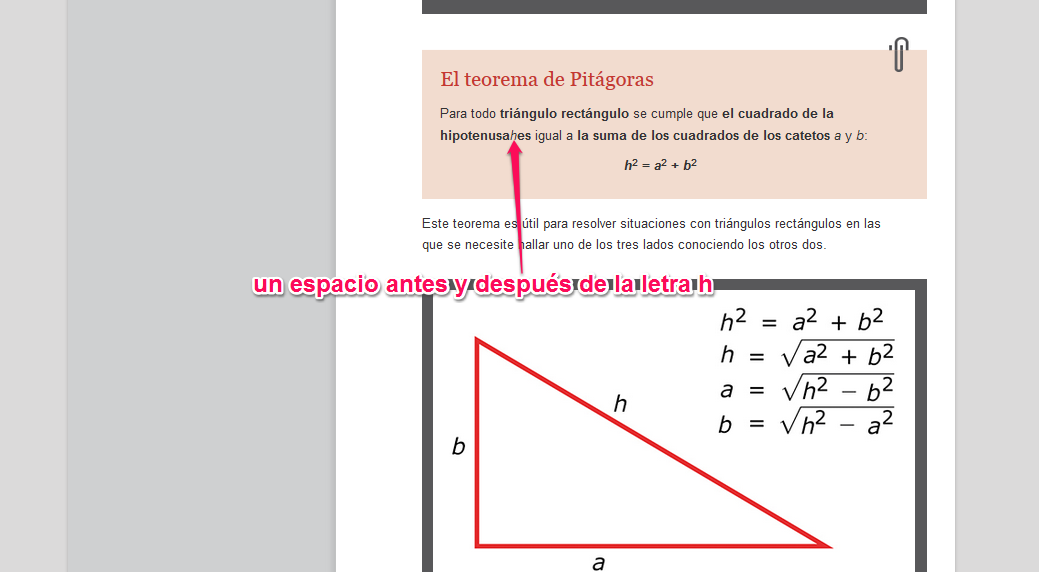 El teorema de Pitágoras
Para todo triángulo rectángulo se cumple que el cuadrado de la
hipotenusahes igual a la suma de los cuadrados de los catetos a y b:
h² = a² + b²
Este teorema es útil para resolver situaciones con triángulos rectángulos en las
que se necesite hallar uno de los tres lados conociendo los otros dos.
un espacio antes y después de la letra h
h² = a² + b²
h = √a² + b²
a = √h² − b²
b = √h² − a²
h
b
a